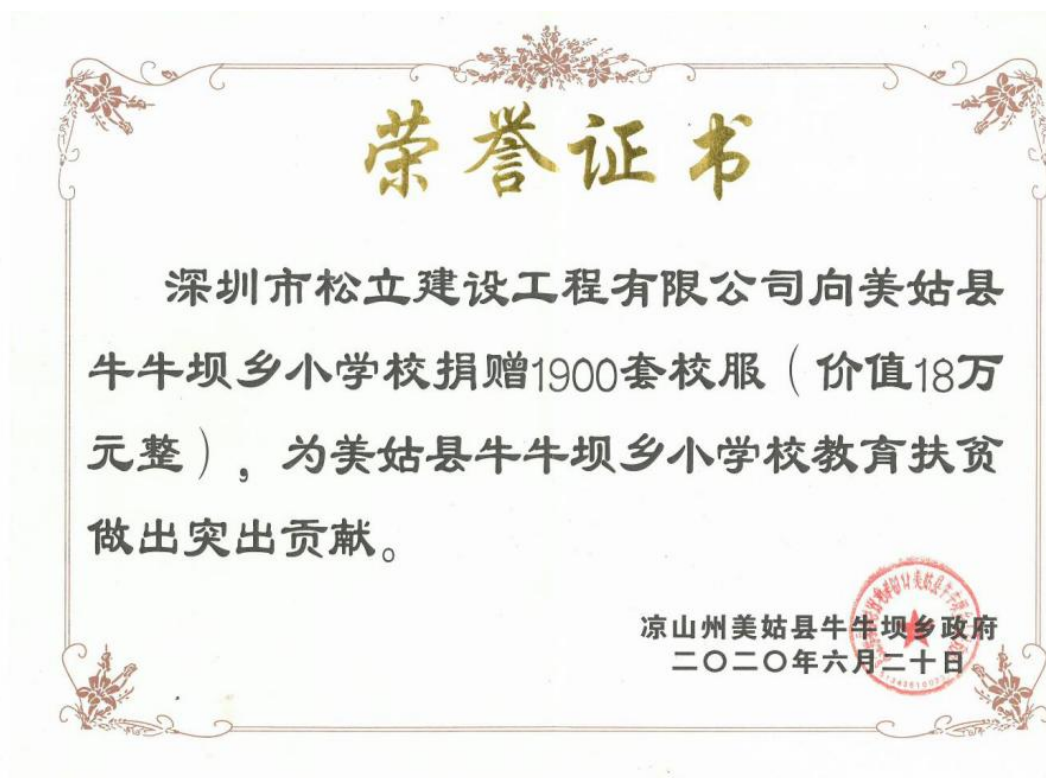 荣誉证书
深圳市松立建设工程有限公司向美姑县
牛牛坝乡小学校捐赠1900套校服（价值18万
元整），为美姑县牛牛坝乡小学校教育扶贫
做出突出贡献。
凉山州美姑县牛牛坝乡政府
二〇二〇年六月二十日